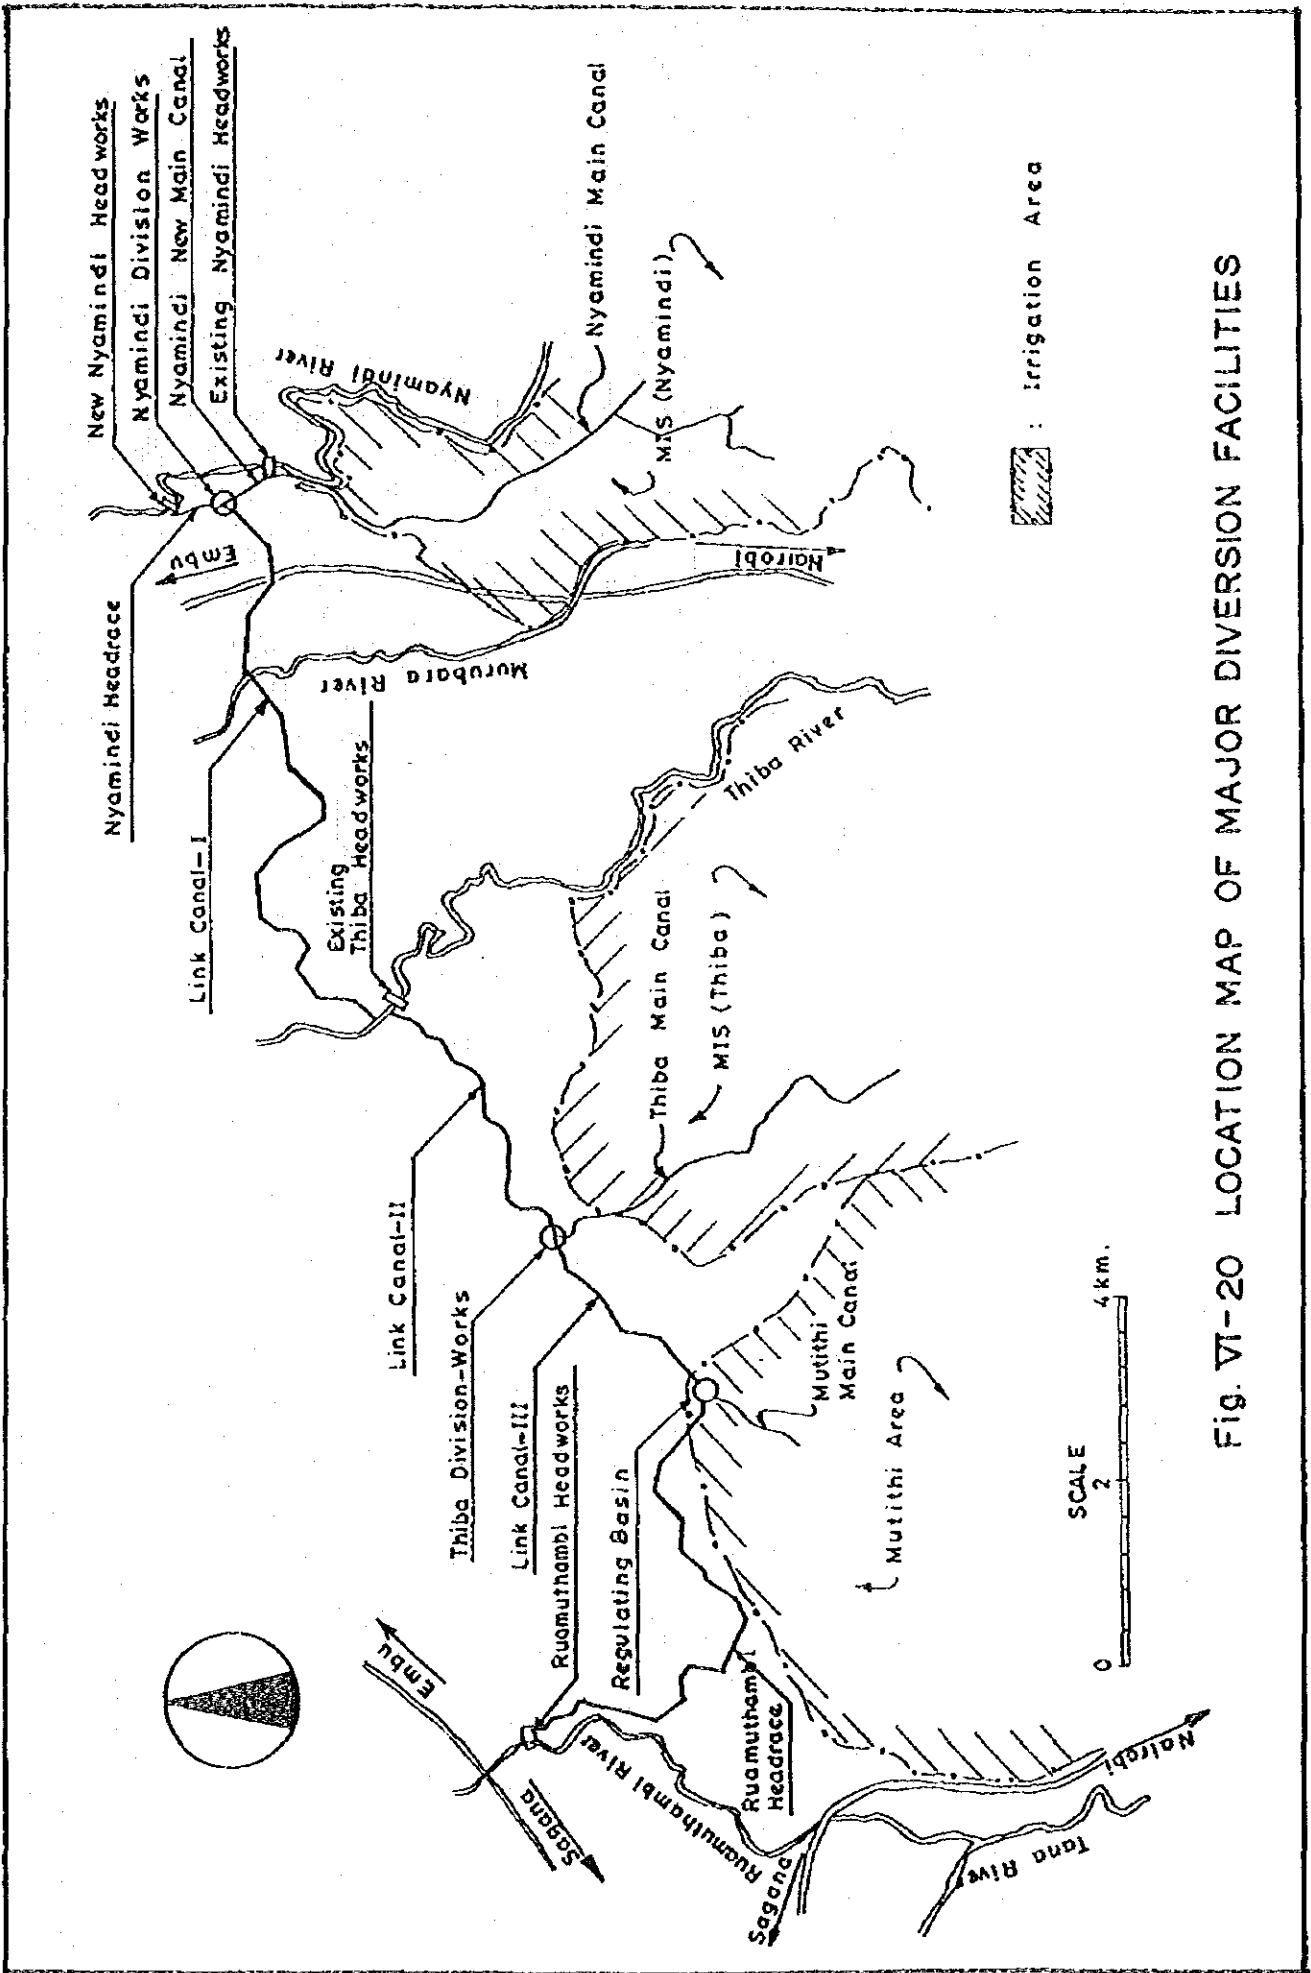 New Nyamindi Headworks
Nyamindi Division Works
Nyamindi New Main Canal
Existing Nyamindi Headworks
Nyamindi Headrace
Embu
Nyamindi River
Link Canal-I
Murubara River
Nairobi
Nyamindi Main Canal
MIS (Nyamindi)
Existing
Thiba Headworks
Thiba River
Link Canal-II
Thiba Main Canal
MIS (Thiba)
Thiba Division-Works
Link Canal-III
Ruamuthambi Headworks
Regulating Basin
Mutithi
Main Canal
Mutithi Area
Embu
Sagana
Ruamuthambi River
Ruamuthambi
Headrace
Sagana
Nairobi
Tana River
: Irrigation Area
SCALE
0 2 4 km.
Fig. VI-20 LOCATION MAP OF MAJOR DIVERSION FACILITIES